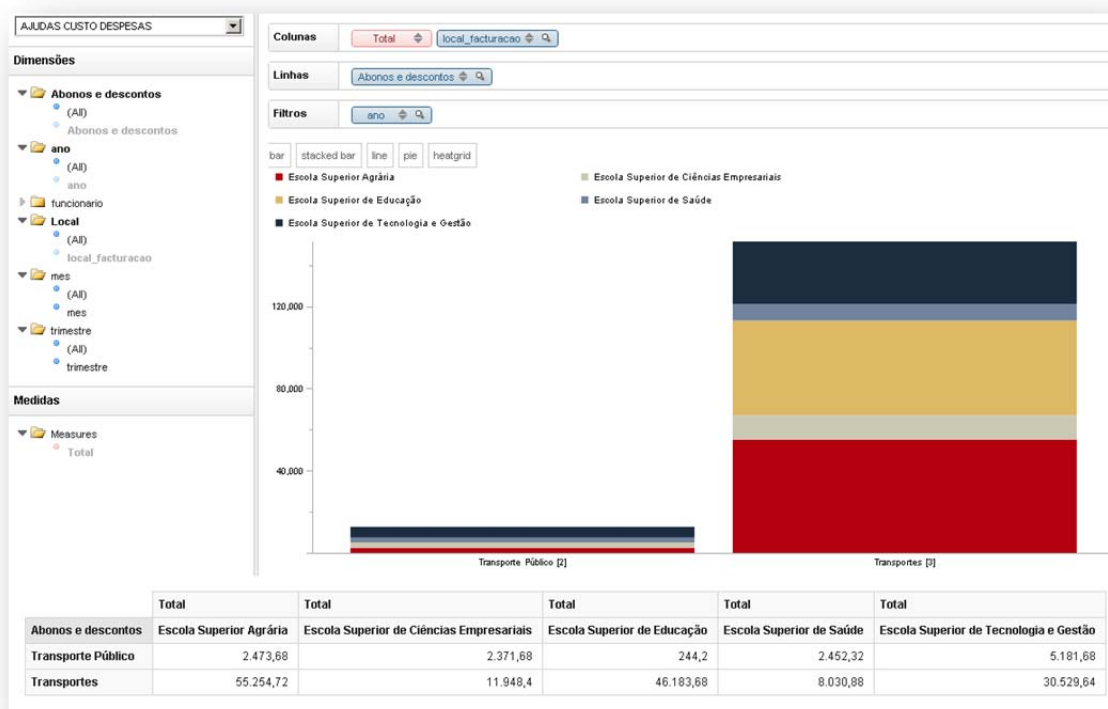 AJUDAS CUSTO DESPESAS
Dimensões
Abonos e descontos
(All)
Abonos e descontos
ano
(All)
ano
funcionario
Local
(All)
local_facturacao
mes
(All)
mes
trimestre
(All)
trimestre
Medidas
Measures
Total
Colunas Total local_facturacao
Linhas Abonos e descontos
Filtros ano
bar stacked bar line pie heatgrid
Escola Superior Agrária Escola Superior de Ciências Empresariais
Escola Superior de Educação Escola Superior de Saúde
Escola Superior de Tecnologia e Gestão
120,000
80,000
40,000
Transporte Público [2] Transportes [3]
Total Total Total Total Total
Abonos e descontos Escola Superior Agrária Escola Superior de Ciências Empresariais Escola Superior de Educação Escola Superior de Saúde Escola Superior de Tecnologia e Gestão
Transporte Público 2.473,68 2.371,68 244,2 2.452,32 5.181,68
Transportes 55.254,72 11.948,4 46.183,68 8.030,88 30.529,64